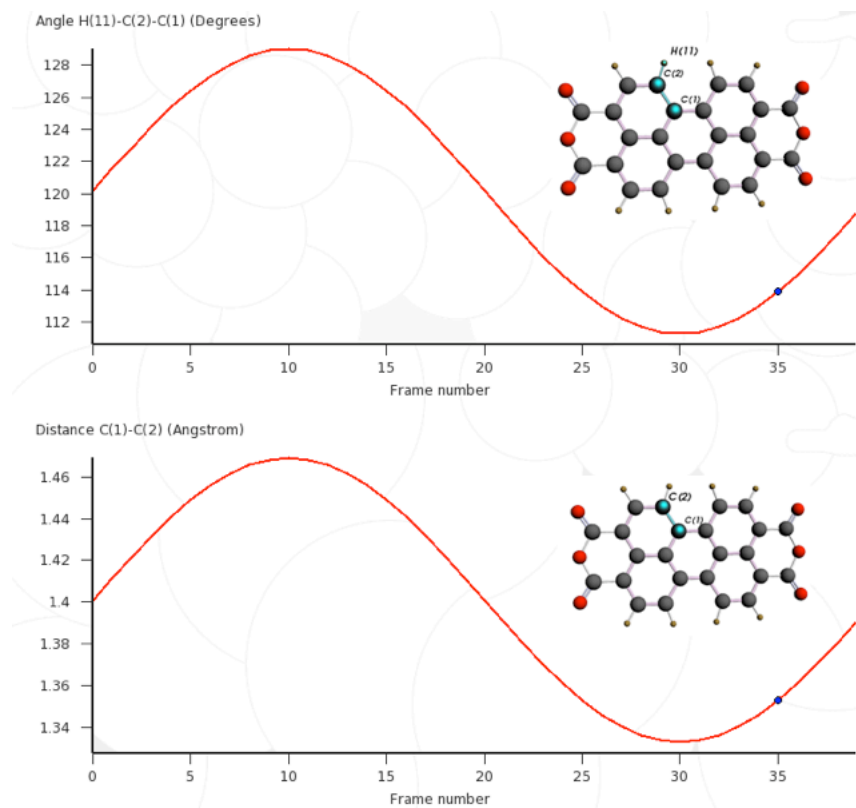 Angle H(11)-C(2)-C(1) (Degrees)
128
126
124
122
120
118
116
114
112
0 5 10 15 20 25 30 35
Frame number
H(11)
C(2)
C(1)
Distance C(1)-C(2) (Angstrom)
1.46
1.44
1.42
1.4
1.38
1.36
1.34
0 5 10 15 20 25 30 35
Frame number
C(2)
C(1)